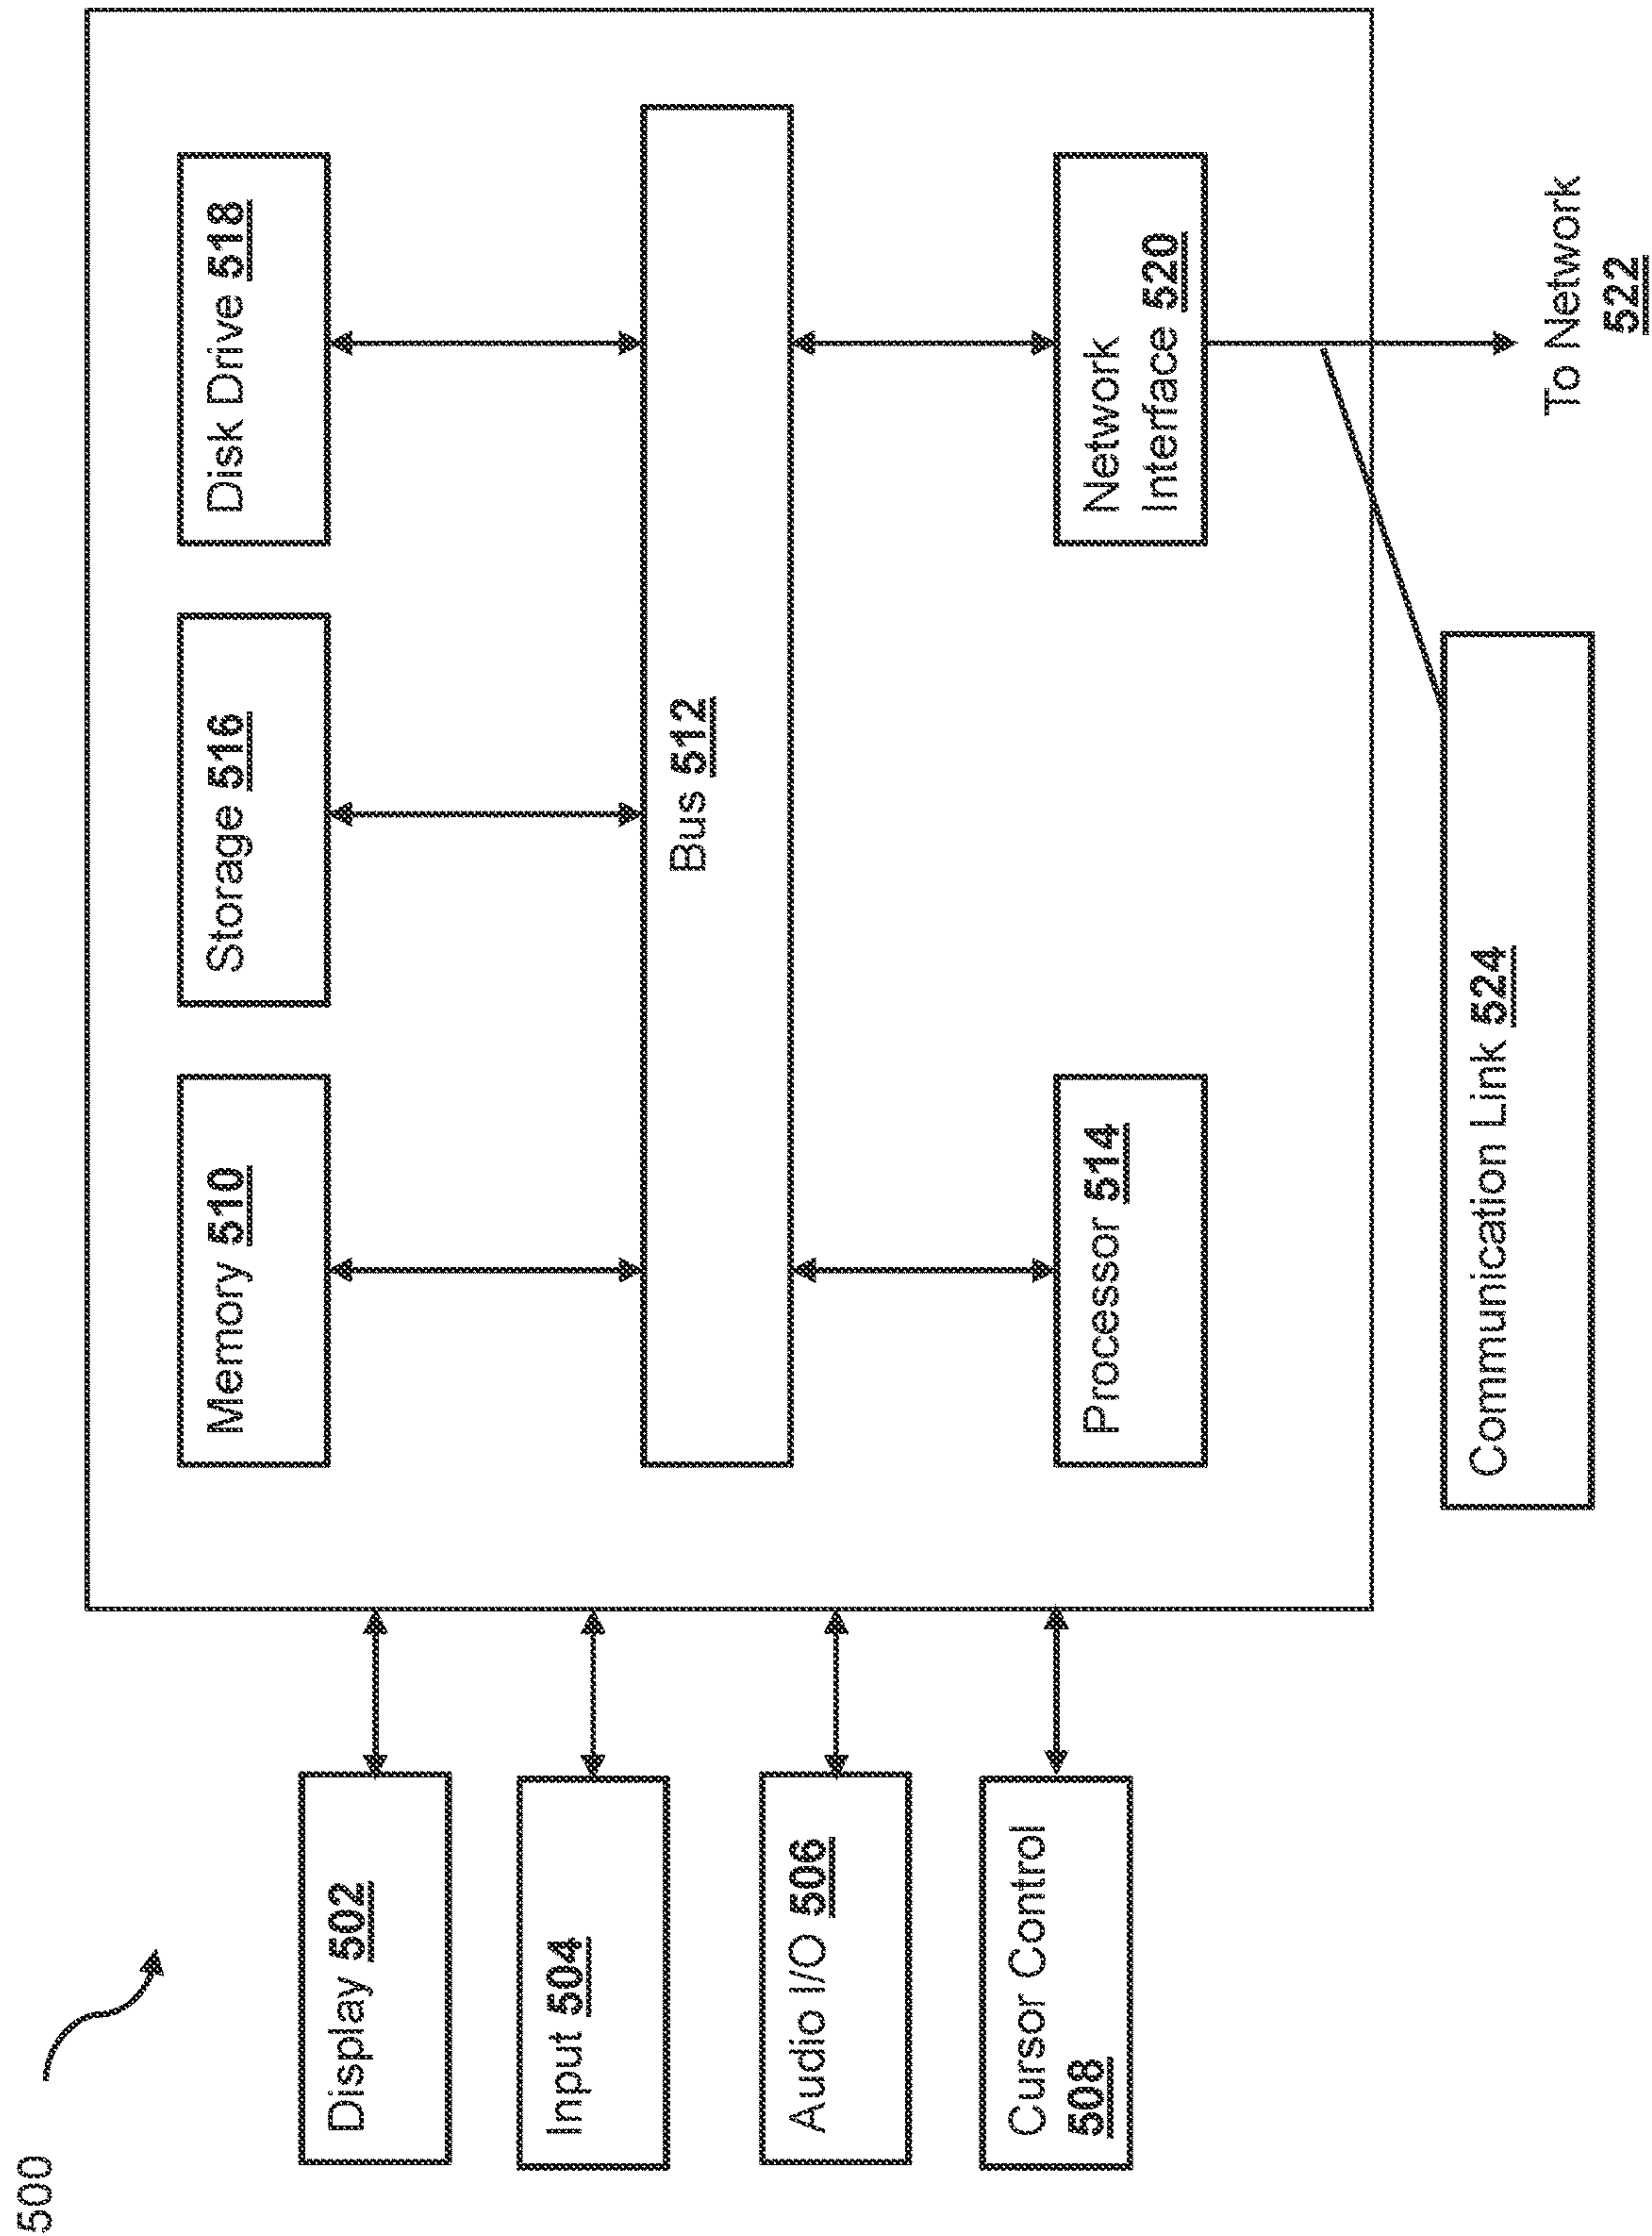 500
Display 502
Input 504
Audio I/O 506
Cursor Control
508
Memory 510
Storage 516
Disk Drive 518
Bus 512
Processor 514
Network
Interface 520
Communication Link 524
To Network
522